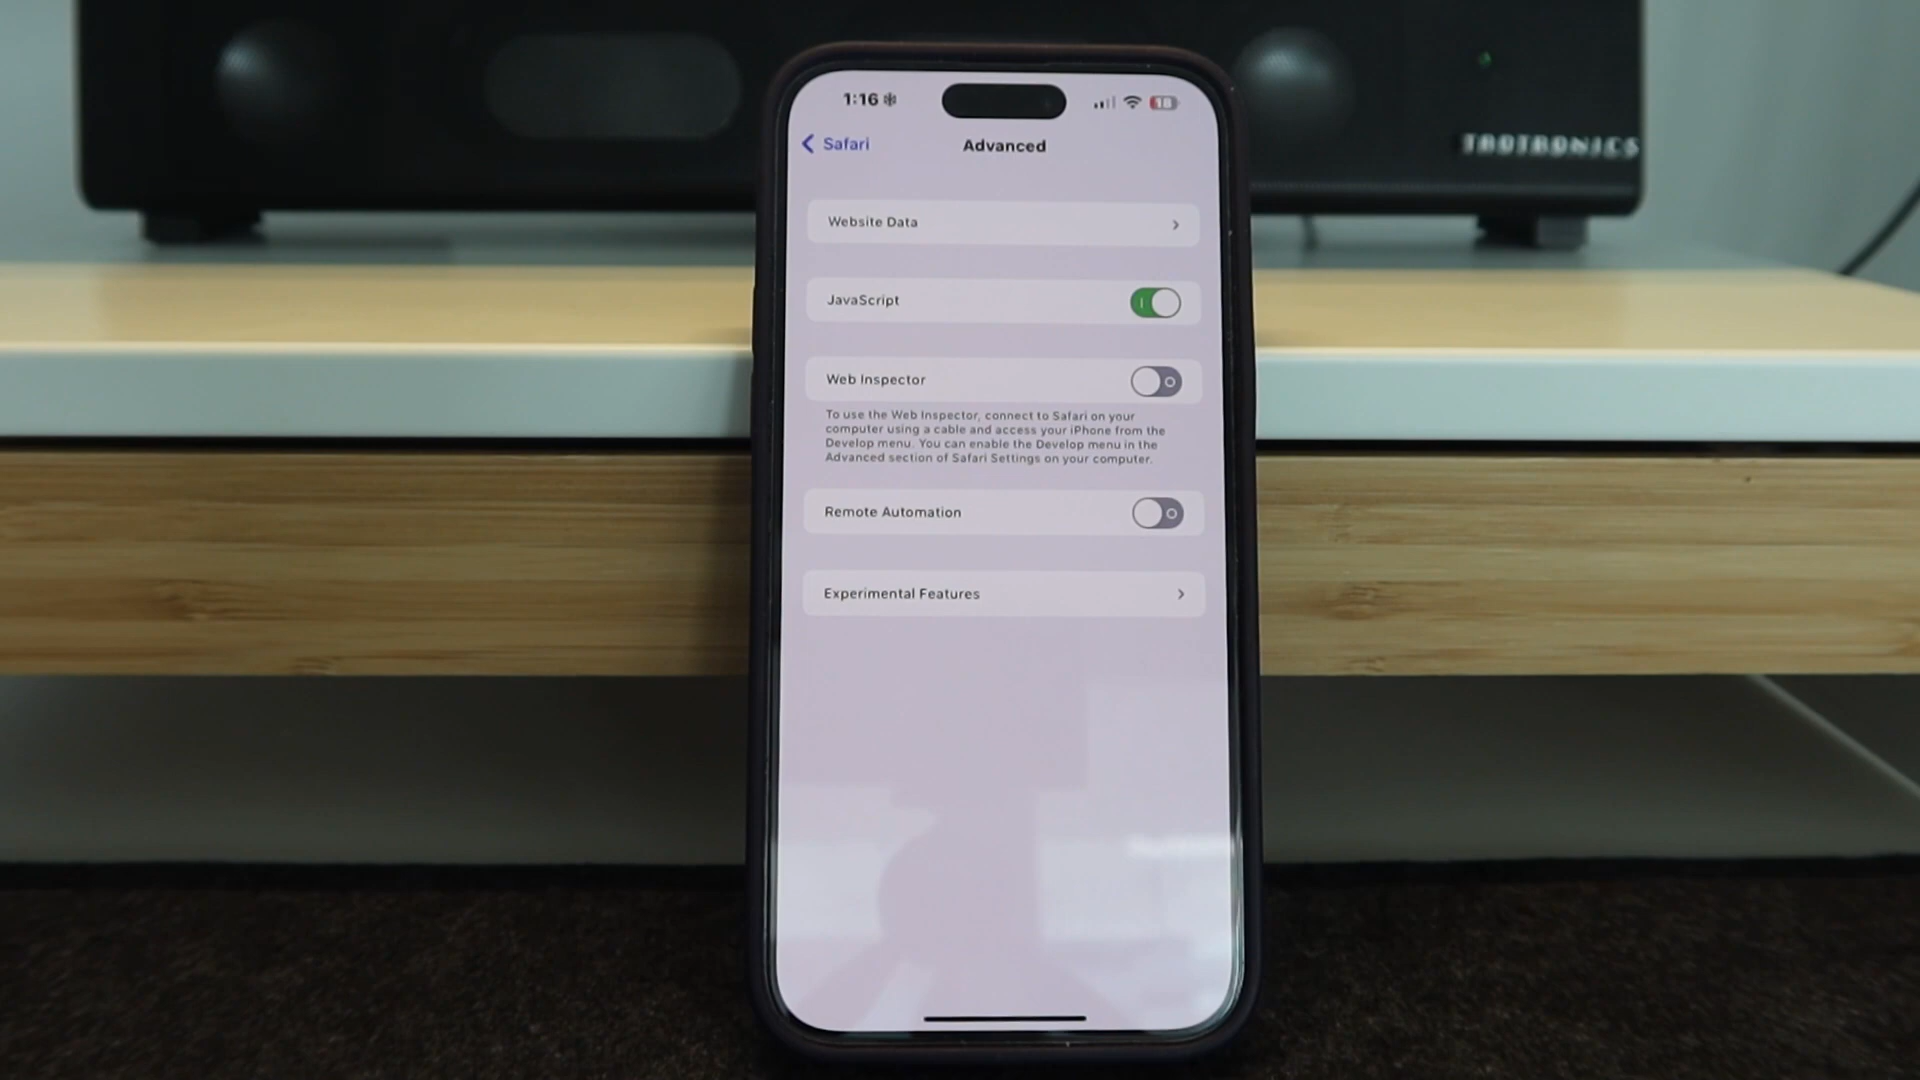 TAOTRONICS
1:16
18
Safari
Advanced
Website Data
JavaScript
Web Inspector
To use the Web Inspector, connect to Safari on your
computer using a cable and access your iPhone from the
Develop menu. You can enable the Develop menu in the
Advanced section of Safari Settings on your computer.
Remote Automation
Experimental Features